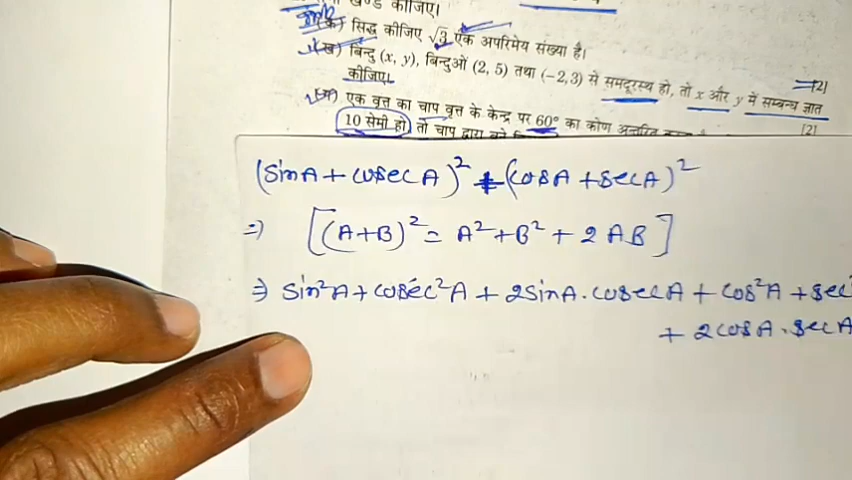 खण्ड कीजिए।
(क) सिद्ध कीजिए √3 एक अपरिमेय संख्या है।
(ख) बिन्दु (x, y), बिन्दुओं (2, 5) तथा (−2,3) से समदूरस्थ हो, तो x और y में सम्बन्ध ज्ञात [2]
कीजिए।
एक वृत्त का चाप वृत्त के केन्द्र पर 60° का कोण अन्तरित [2]
10 सेमी हो तो चाप द्वारा बने
(sinA + cosecA)² + (cosA + secA)²
⇒ [(A+B)² = A² + B² + 2AB]
⇒ sin²A + cosec²A + 2sinA . cosecA + cos²A + sec²
+ 2cosA . secA